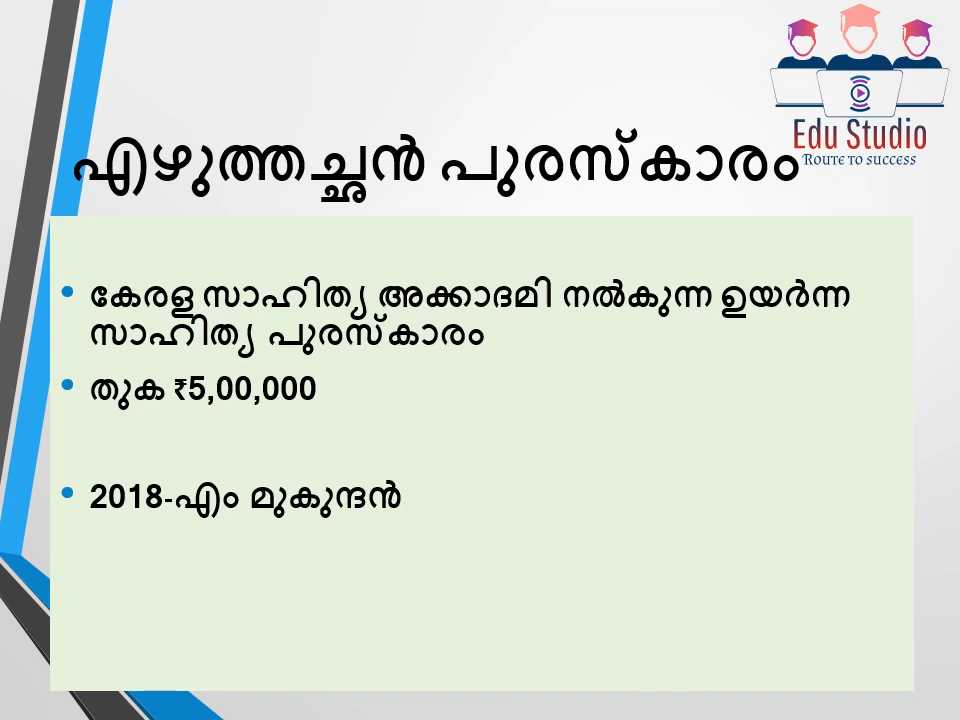 Edu Studio
ROUTE TO SUCCESS
എഴുത്തച്ഛൻ പുരസ്കാരം
• കേരള സാഹിത്യ അക്കാദമി നൽകുന്ന ഉയർന്ന
സാഹിത്യ പുരസ്കാരം
• തുക ₹5,00,000
• 2018-എം മുകുന്ദൻ